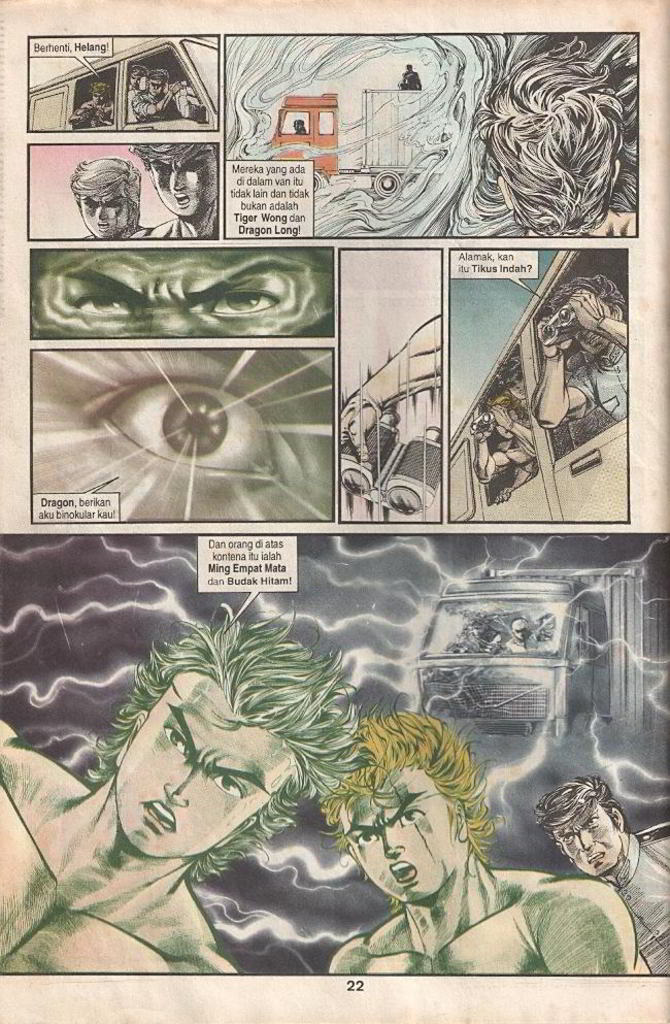 Berhenti, Helang!
Mereka yang ada
di dalam van itu
tidak lain dan tidak
bukan adalah
Tiger Wong dan
Dragon Long!
Alamak, kan
itu Tikus Indah?
Dragon, berikan
aku binokular kau!
Dan orang di atas
kontena itu ialah
Ming Empat Mata
dan Budak Hitam!
22